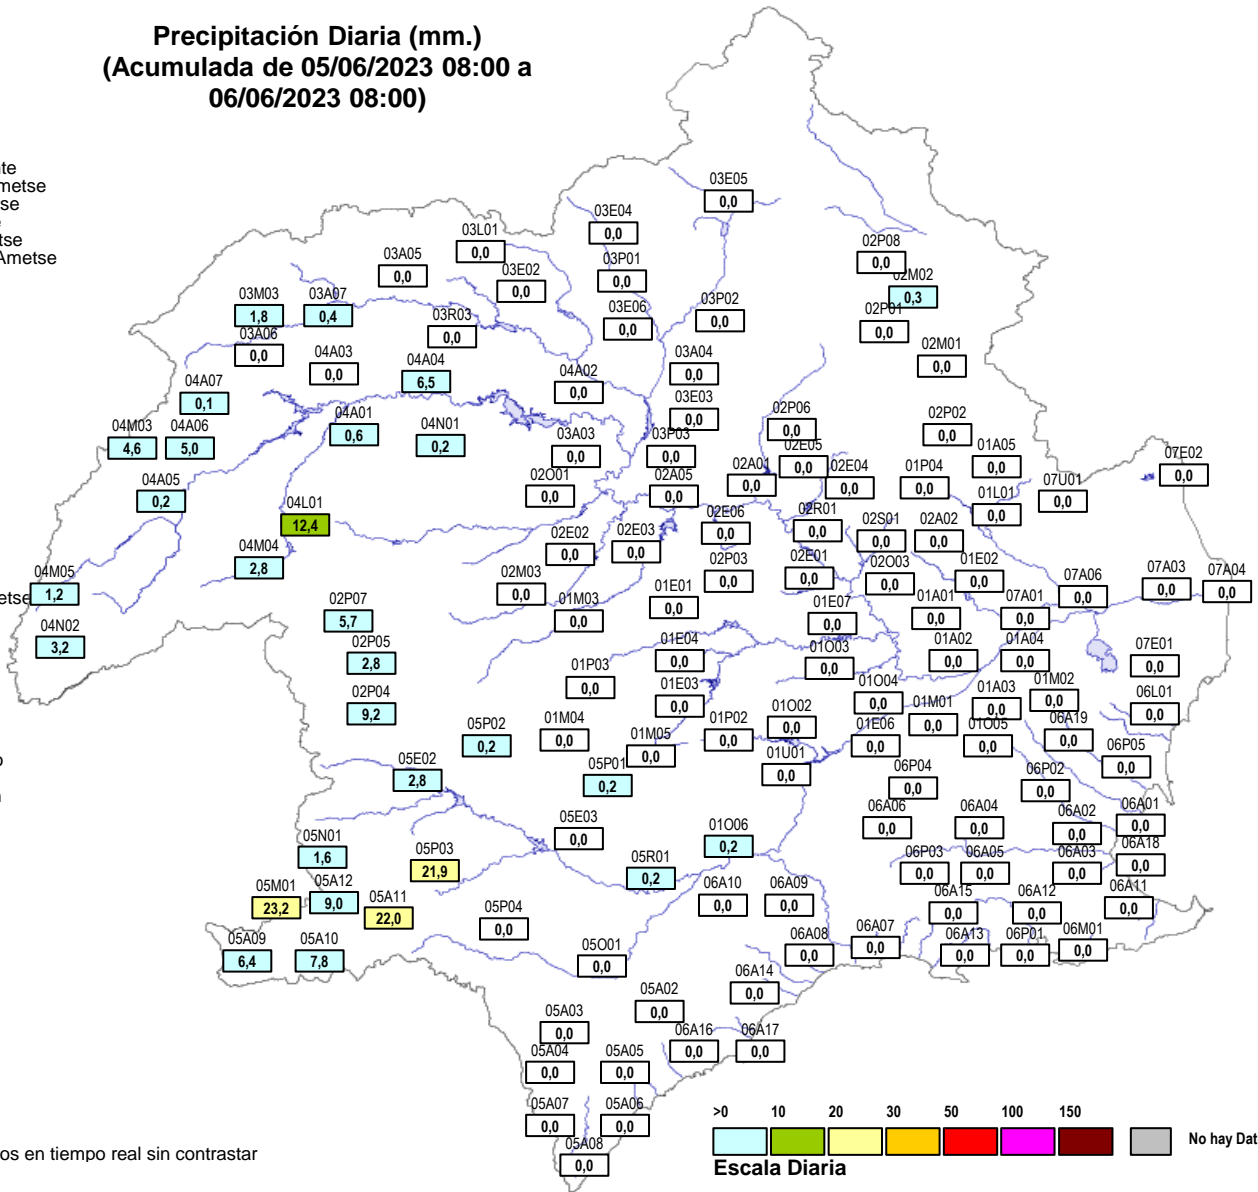 Precipitación Diaria (mm.)
(Acumulada de 05/06/2023 08:00 a
06/06/2023 08:00)
03E05
0,0
03E04
0,0
03L01
0,0
03A05
0,0
03E02
0,0
03P01
0,0
02P08
0,0
02M02
0,3
03M03
1,8
03A07
0,4
03R03
0,0
03E06
0,0
03P02
0,0
02P01
0,0
03A06
0,0
04A03
0,0
04A04
6,5
04A02
0,0
03A04
0,0
02M01
0,0
04A07
0,1
03E03
0,0
04M03
4,6
04A06
5,0
04A01
0,6
04N01
0,2
03A03
0,0
03P03
0,0
02P06
0,0
02P02
0,0
02E05
0,0
02E04
0,0
01P04
0,0
01A05
0,0
07U01
0,0
07E02
0,0
04A05
0,2
02O01
0,0
02A05
0,0
02A01
0,0
01L01
0,0
04L01
12,4
02E06
0,0
02R01
0,0
02S01
0,0
02A02
0,0
02E02
0,0
02E03
0,0
04M04
2,8
04M05
1,2
etse
02M03
0,0
02P03
0,0
02E01
0,0
02O03
0,0
01E02
0,0
07A06
0,0
07A03
0,0
07A04
0,0
01M03
0,0
01E01
0,0
01E07
0,0
01A01
0,0
07A01
0,0
04N02
3,2
02P07
5,7
02P05
2,8
01E04
0,0
01O03
0,0
01A02
0,0
01A04
0,0
07E01
0,0
01P03
0,0
01E03
0,0
01O04
0,0
01A03
0,0
01M02
0,0
06L01
0,0
02P04
9,2
05P02
0,2
01M04
0,0
01M05
0,0
01P02
0,0
01O02
0,0
01E06
0,0
01M01
0,0
01O05
0,0
06A19
0,0
06P05
0,0
05E02
2,8
05P01
0,2
01U01
0,0
06P04
0,0
06P02
0,0
05E03
0,0
01O06
0,2
06A06
0,0
06A04
0,0
06A02
0,0
06A01
0,0
05N01
1,6
05P03
21,9
05R01
0,2
06P03
0,0
06A05
0,0
06A03
0,0
06A18
0,0
05M01
23,2
05A12
9,0
05A11
22,0
05P04
0,0
06A10
0,0
06A09
0,0
06A15
0,0
06A12
0,0
06A11
0,0
05A09
6,4
05A10
7,8
05O01
0,0
06A08
0,0
06A07
0,0
06A13
0,0
06P01
0,0
06M01
0,0
06A14
0,0
05A02
0,0
05A03
0,0
06A16
0,0
06A17
0,0
05A04
0,0
05A05
0,0
05A07
0,0
05A06
0,0
05A08
0,0
>0 10 20 30 50 100 150
No hay Dat
Escala Diaria
os en tiempo real sin contrastar